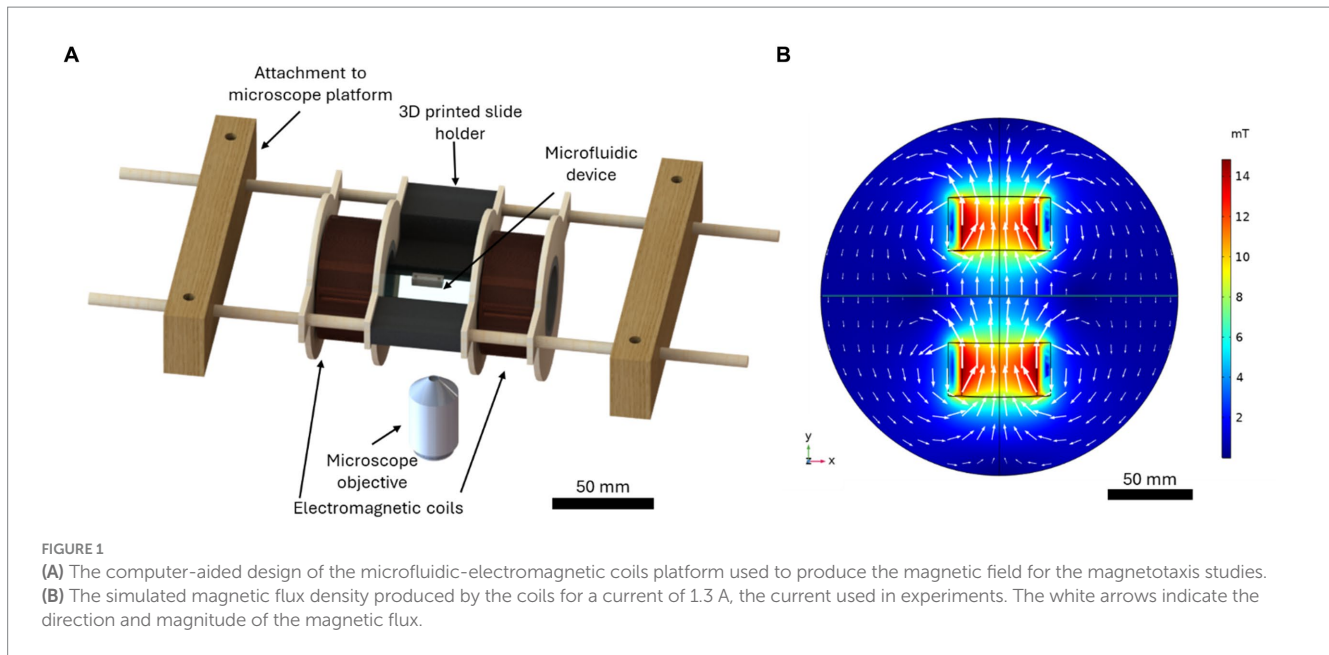 A
Attachment to
microscope platform
3D printed slide
holder
Microfluidic
device
Microscope
objective
Electromagnetic coils
50 mm
B
mT
14
12
10
8
6
4
2
y
z
x
50 mm
FIGURE 1
(A) The computer-aided design of the microfluidic-electromagnetic coils platform used to produce the magnetic field for the magnetotaxis studies.
(B) The simulated magnetic flux density produced by the coils for a current of 1.3 A, the current used in experiments. The white arrows indicate the
direction and magnitude of the magnetic flux.